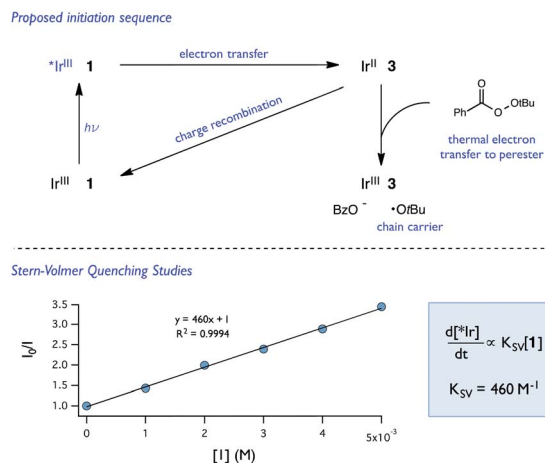 Proposed initiation sequence
*Irᴵᴵᴵ 1
electron transfer
Irᴵᴵ 3
hν
charge recombination
O
Ph O O OtBu
thermal electron
transfer to perester
Irᴵᴵᴵ 1
Irᴵᴵᴵ 3
BzO⁻ •OtBu
chain carrier
Stern-Volmer Quenching Studies
3.5
3.0
2.5
2.0
1.5
1.0
I₀/I
y = 460x + 1
R² = 0.9994
0 1 2 3 4 5x10⁻³
[I] (M)
d[*Ir]
dt
∝ K_SV[1]
K_SV = 460 M⁻¹